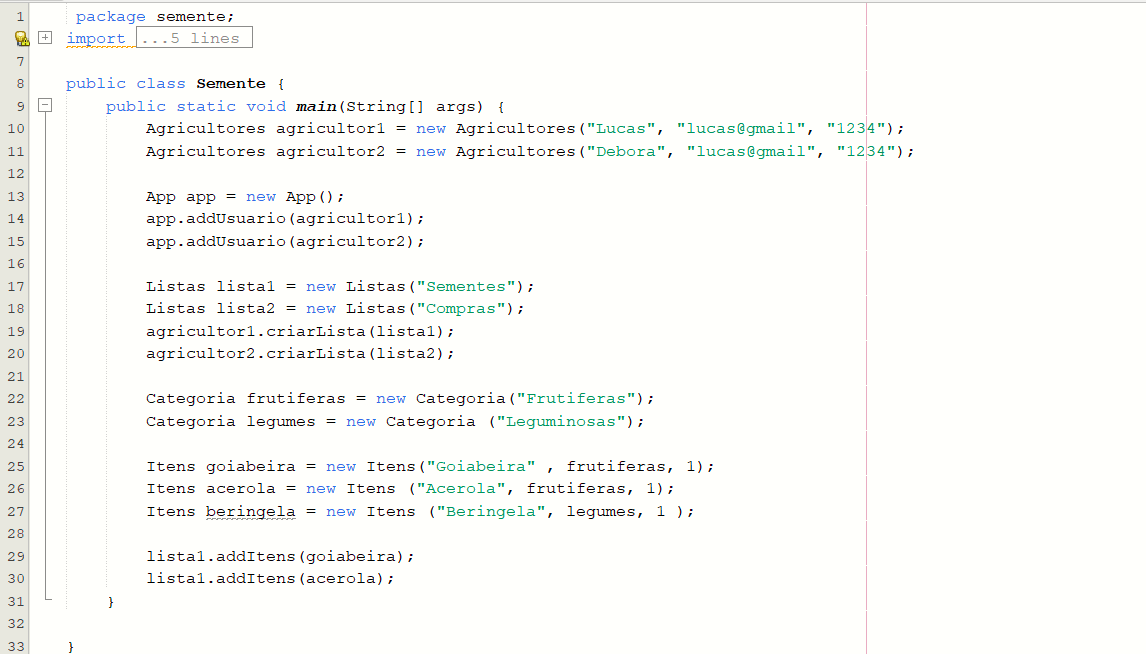 1 package semente;
2 import ...5 lines
7
8 public class Semente {
9 public static void main(String[] args) {
10 Agricultores agricultor1 = new Agricultores("Lucas", "lucas@gmail", "1234");
11 Agricultores agricultor2 = new Agricultores("Debora", "lucas@gmail", "1234");
12
13 App app = new App();
14 app.addUsuario(agricultor1);
15 app.addUsuario(agricultor2);
16
17 Listas lista1 = new Listas("Sementes");
18 Listas lista2 = new Listas("Compras");
19 agricultor1.criarLista(lista1);
20 agricultor2.criarLista(lista2);
21
22 Categoria frutiferas = new Categoria("Frutiferas");
23 Categoria legumes = new Categoria ("Leguminosas");
24
25 Itens goiabeira = new Itens("Goiabeira" , frutiferas, 1);
26 Itens acerola = new Itens ("Acerola", frutiferas, 1);
27 Itens beringela = new Itens ("Beringela", legumes, 1 );
28
29 lista1.addItens(goiabeira);
30 lista1.addItens(acerola);
31 }
32
33 }